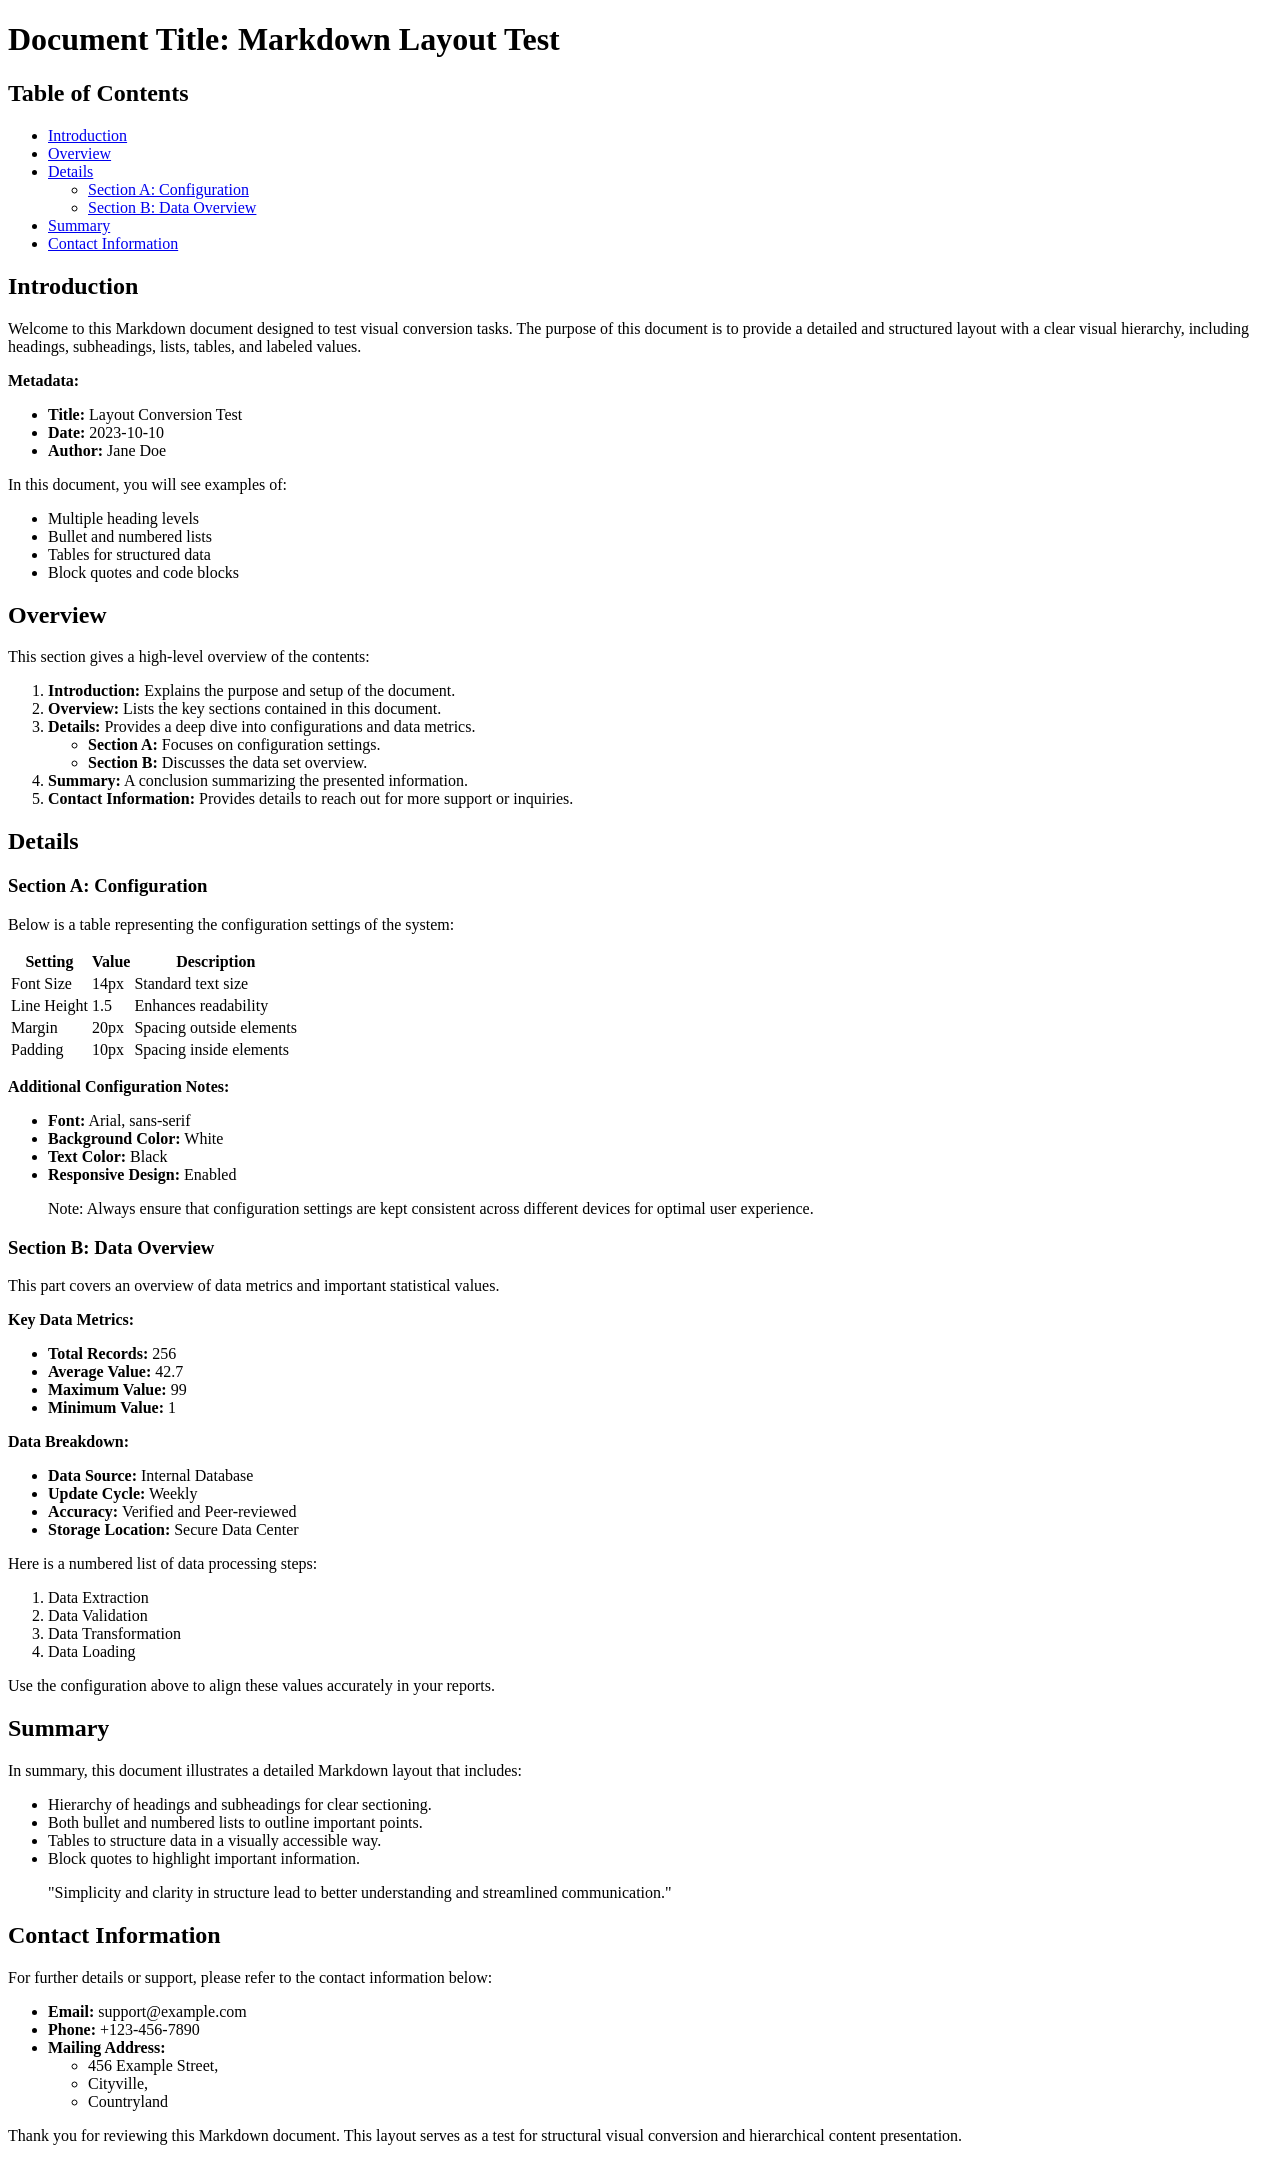 Document Title: Markdown Layout Test
Table of Contents
Introduction
Overview
Details
Section A: Configuration
Section B: Data Overview
Summary
Contact Information
Introduction
Welcome to this Markdown document designed to test visual conversion tasks. The purpose of this document is to provide a detailed and structured layout with a clear visual hierarchy, including
headings, subheadings, lists, tables, and labeled values.
Metadata:
Title: Layout Conversion Test
Date: 2023-10-10
Author: Jane Doe
In this document, you will see examples of:
Multiple heading levels
Bullet and numbered lists
Tables for structured data
Block quotes and code blocks
Overview
This section gives a high-level overview of the contents:
1. Introduction: Explains the purpose and setup of the document.
2. Overview: Lists the key sections contained in this document.
3. Details: Provides a deep dive into configurations and data metrics.
Section A: Focuses on configuration settings.
Section B: Discusses the data set overview.
4. Summary: A conclusion summarizing the presented information.
5. Contact Information: Provides details to reach out for more support or inquiries.
Details
Section A: Configuration
Below is a table representing the configuration settings of the system:
Setting Value Description
Font Size 14px Standard text size
Line Height 1.5 Enhances readability
Margin 20px Spacing outside elements
Padding 10px Spacing inside elements
Additional Configuration Notes:
Font: Arial, sans-serif
Background Color: White
Text Color: Black
Responsive Design: Enabled
Note: Always ensure that configuration settings are kept consistent across different devices for optimal user experience.
Section B: Data Overview
This part covers an overview of data metrics and important statistical values.
Key Data Metrics:
Total Records: 256
Average Value: 42.7
Maximum Value: 99
Minimum Value: 1
Data Breakdown:
Data Source: Internal Database
Update Cycle: Weekly
Accuracy: Verified and Peer-reviewed
Storage Location: Secure Data Center
Here is a numbered list of data processing steps:
1. Data Extraction
2. Data Validation
3. Data Transformation
4. Data Loading
Use the configuration above to align these values accurately in your reports.
Summary
In summary, this document illustrates a detailed Markdown layout that includes:
Hierarchy of headings and subheadings for clear sectioning.
Both bullet and numbered lists to outline important points.
Tables to structure data in a visually accessible way.
Block quotes to highlight important information.
"Simplicity and clarity in structure lead to better understanding and streamlined communication."
Contact Information
For further details or support, please refer to the contact information below:
Email: support@example.com
Phone: +123-456-7890
Mailing Address:
456 Example Street,
Cityville,
Countryland
Thank you for reviewing this Markdown document. This layout serves as a test for structural visual conversion and hierarchical content presentation.